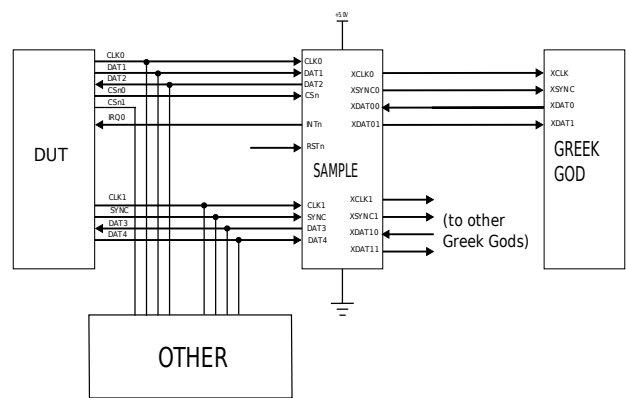 +5.0V
CLK0
DAT1
DAT2
CSn0
CSn1
IRQ0
DUT
CLK1
SYNC
DAT3
DAT4
CLK0
DAT1
DAT2
CSn
INTn
RSTn
SAMPLE
CLK1
SYNC
DAT3
DAT4
XCLK0
XSYNC0
XDAT00
XDAT01
XCLK1
XSYNC1
XDAT10
XDAT11
(to other
Greek Gods)
XCLK
XSYNC
XDAT0
XDAT1
GREEK
GOD
OTHER